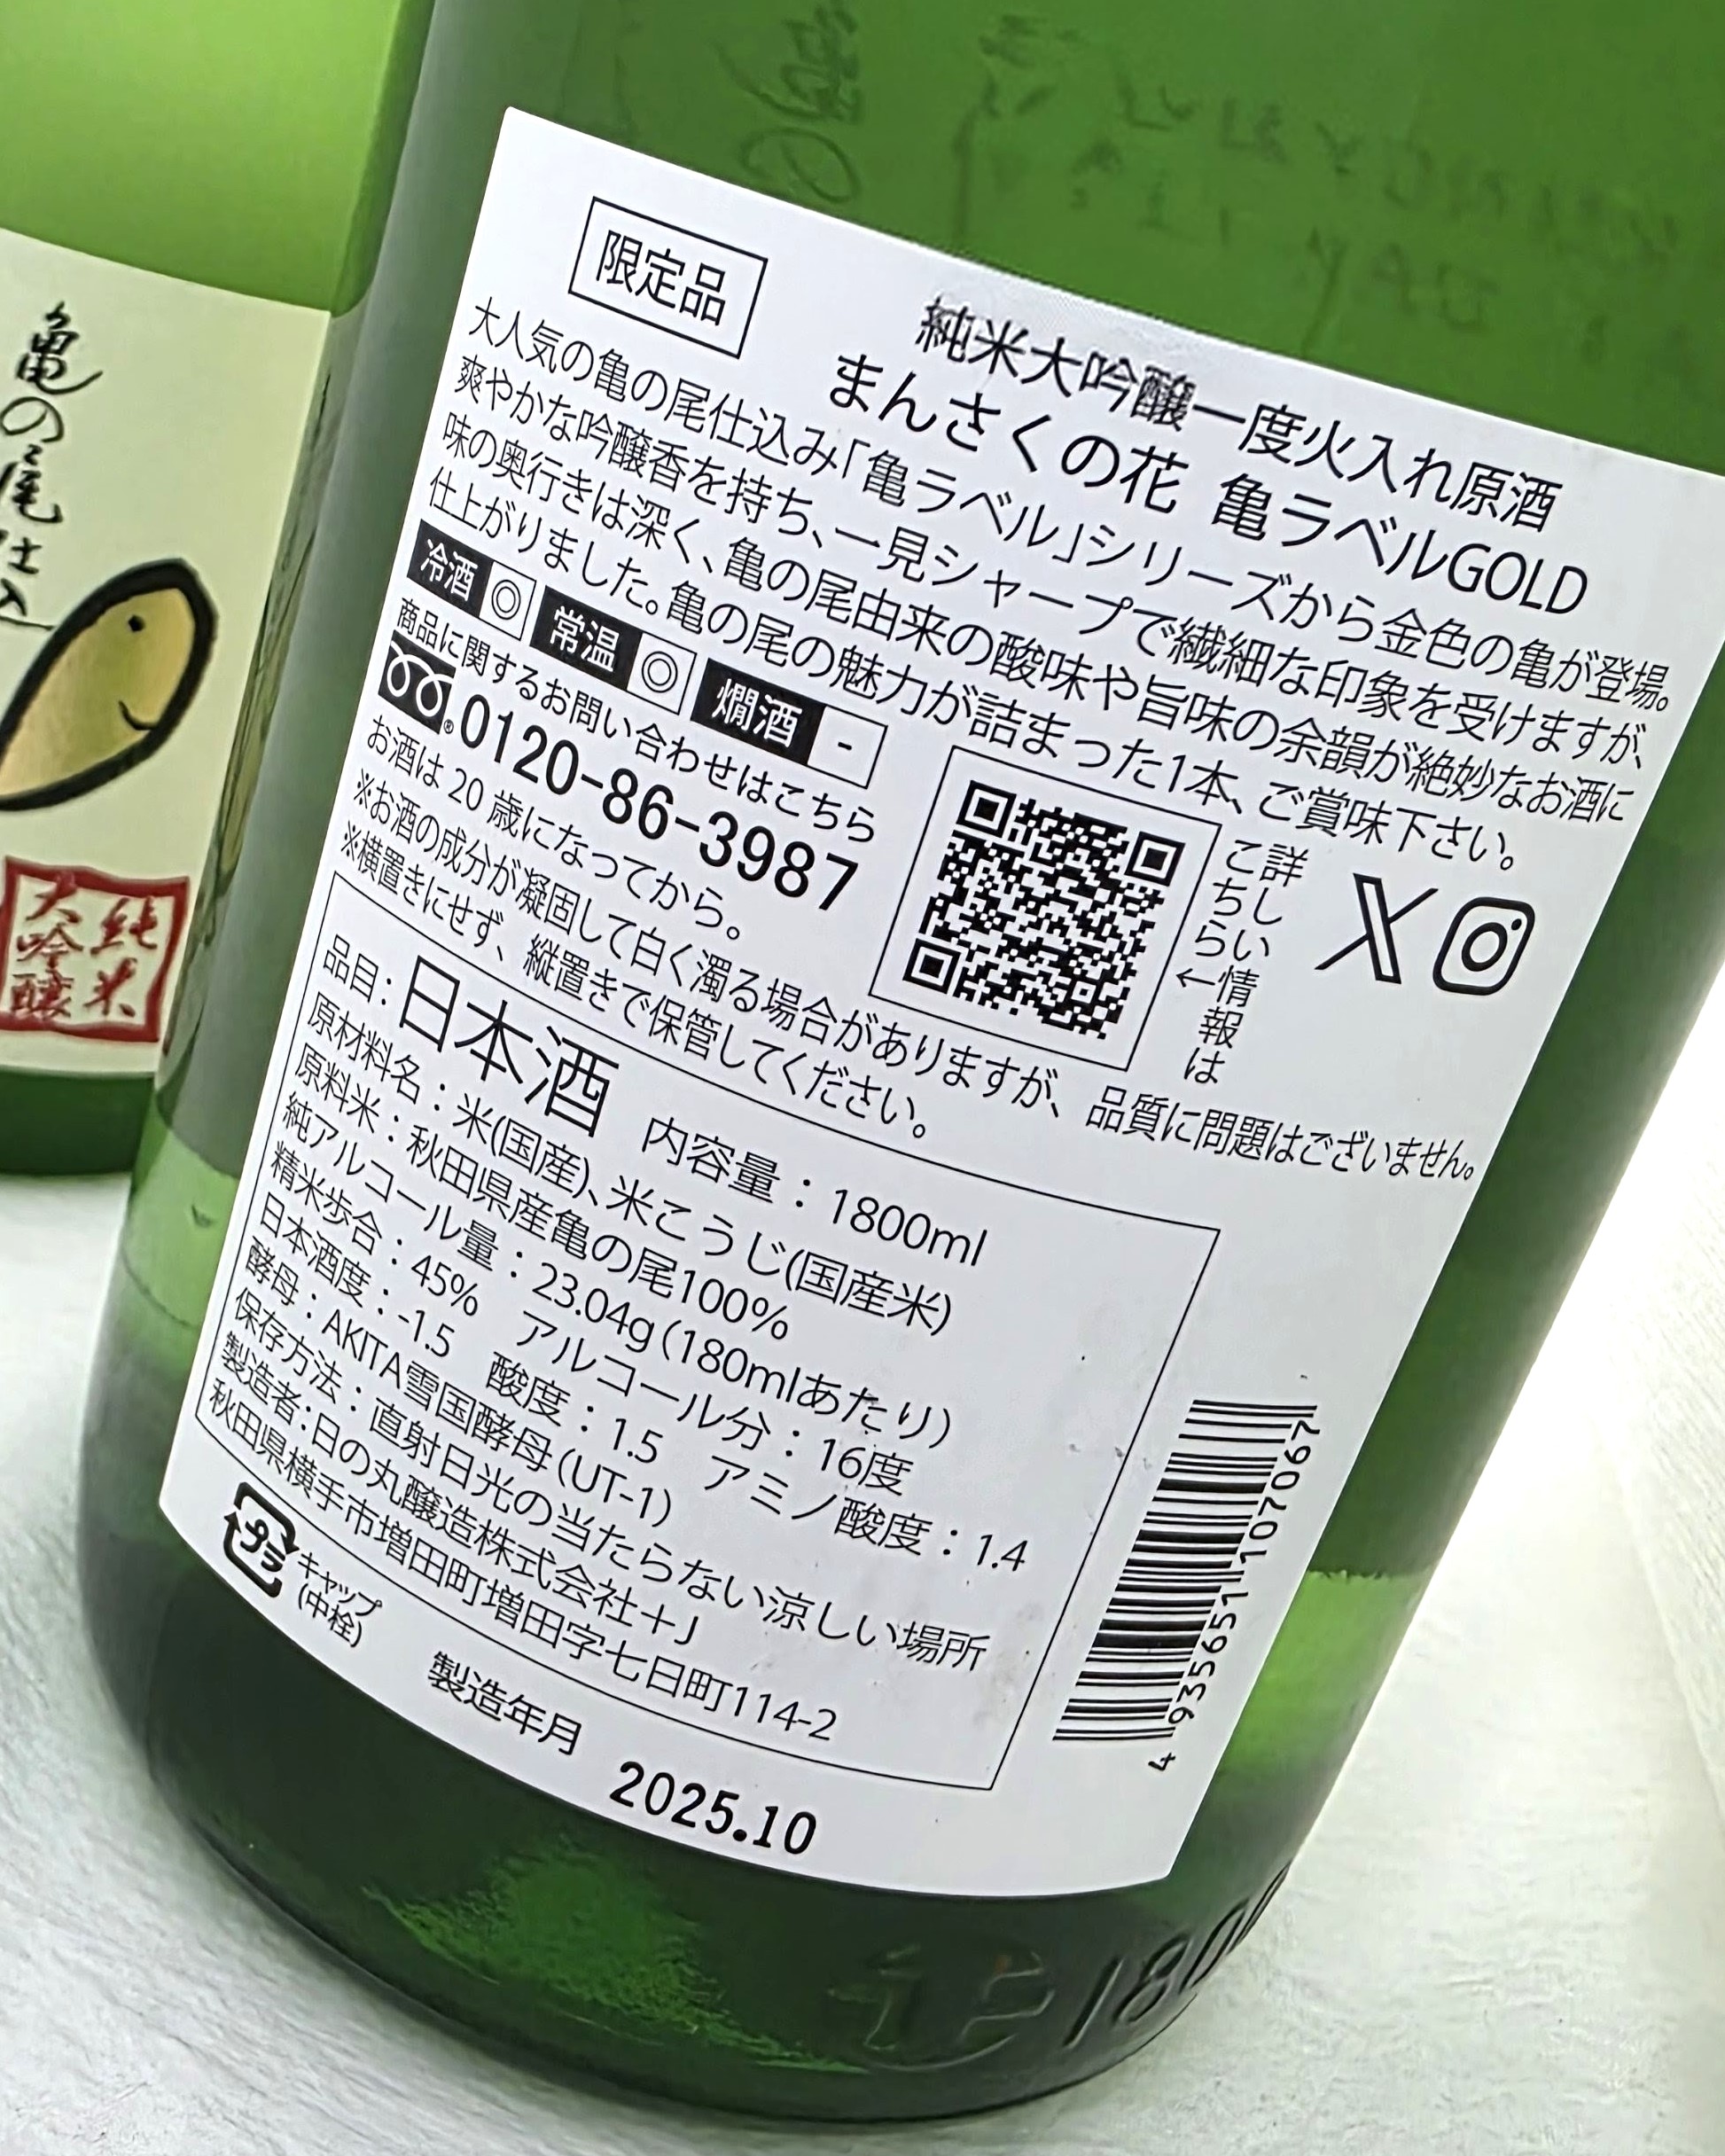 亀の尾仕込
純米
大吟醸
限定品
純米大吟醸一度火入れ原酒
まんさくの花 亀ラベルGOLD
大人気の亀の尾仕込み「亀ラベル」シリーズから金色の亀が登場。
爽やかな吟醸香を持ち、一見シャープで繊細な印象を受けますが、
味の奥行きは深く、亀の尾由来の酸味や旨味の余韻が絶妙なお酒に
仕上がりました。亀の尾の魅力が詰まった1本、ご賞味下さい。
冷酒 ◎ 常温 ◎ 燗酒 -
商品に関するお問い合わせはこちら
® 0120-86-3987
お酒は 20 歳になってから。
詳しい情報は
こちら↓
※お酒の成分が凝固して白く濁る場合がありますが、品質に問題はございません。
※横置きにせず、縦置きで保管してください。
品目: 日本酒 内容量：1800ml
原材料名：米(国産)、米こうじ(国産米)
原料米：秋田県産亀の尾100%
純アルコール量：23.04g（180mlあたり）
精米歩合：45% アルコール分：16度
日本酒度：-1.5 酸度：1.5 アミノ酸度：1.4
酵母：AKITA雪国酵母(UT-1)
保存方法：直射日光の当たらない涼しい場所
製造者:日の丸醸造株式会社+J
秋田県横手市増田町増田字七日町114-2
プラ
キャップ
(中栓)
製造年月 2025.10
4 935651 107067